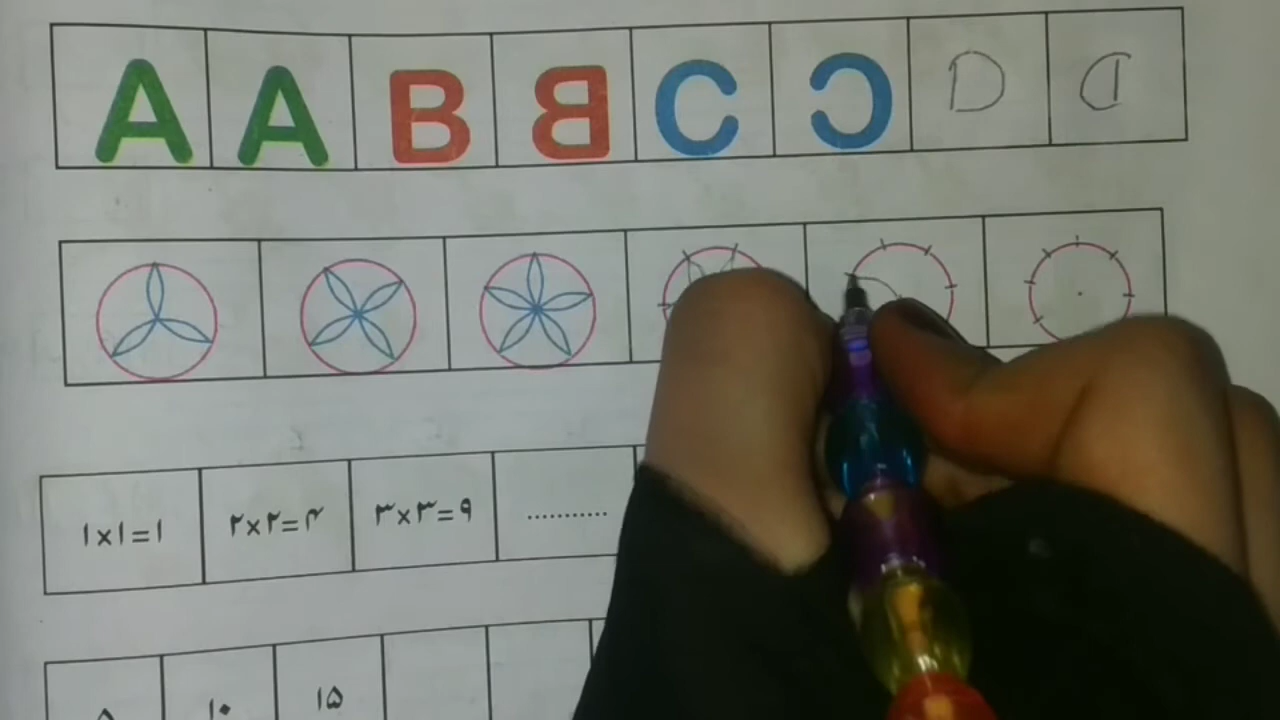 A A B ᗺ C Ɔ D ᗡ
۱×۱=۱ ۲×۲=۴ ۳×۳=۹ ..........
۵ ۱۰ ۱۵